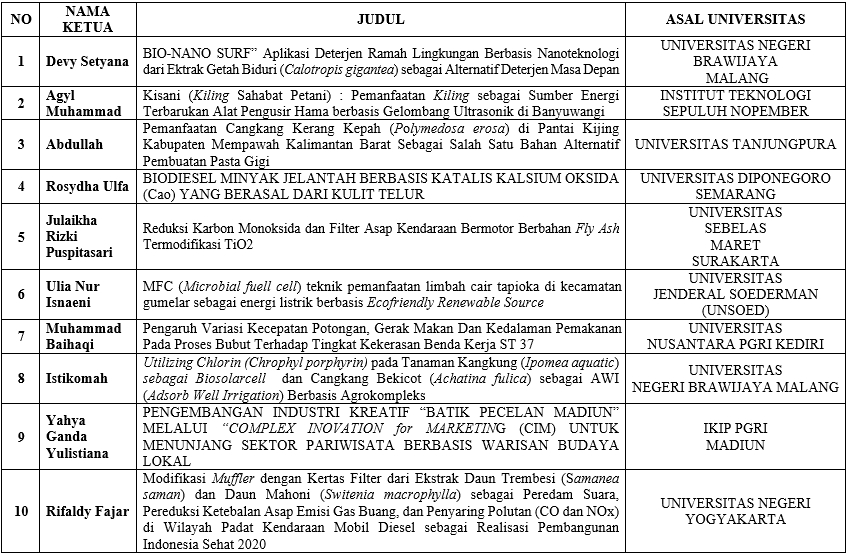 NO
NAMA
KETUA
JUDUL
ASAL UNIVERSITAS
1
Devy Setyana
BIO-NANO SURF” Aplikasi Deterjen Ramah Lingkungan Berbasis Nanoteknologi
dari Ektrak Getah Biduri (Calotropis gigantea) sebagai Alternatif Deterjen Masa Depan
UNIVERSITAS NEGERI
BRAWIJAYA
MALANG
2
Agyl
Muhammad
Kisani (Kiling Sahabat Petani) : Pemanfaatan Kiling sebagai Sumber Energi
Terbarukan Alat Pengusir Hama berbasis Gelombang Ultrasonik di Banyuwangi
INSTITUT TEKNOLOGI
SEPULUH NOPEMBER
3
Abdullah
Pemanfaatan Cangkang Kerang Kepah (Polymedosa erosa) di Pantai Kijing
Kabupaten Mempawah Kalimantan Barat Sebagai Salah Satu Bahan Alternatif
Pembuatan Pasta Gigi
UNIVERSITAS TANJUNGPURA
4
Rosydha Ulfa
BIODIESEL MINYAK JELANTAH BERBASIS KATALIS KALSIUM OKSIDA
(Cao) YANG BERASAL DARI KULIT TELUR
UNIVERSITAS DIPONEGORO
SEMARANG
5
Julaikha
Rizki
Puspitasari
Reduksi Karbon Monoksida dan Filter Asap Kendaraan Bermotor Berbahan Fly Ash
Termodifikasi TiO2
UNIVERSITAS
SEBELAS
MARET
SURAKARTA
6
Ulia Nur
Isnaeni
MFC (Microbial fuell cell) teknik pemanfaatan limbah cair tapioka di kecamatan
gumelar sebagai energi listrik berbasis Ecofriendly Renewable Source
UNIVERSITAS
JENDERAL SOEDERMAN
(UNSOED)
7
Muhammad
Baihaqi
Pengaruh Variasi Kecepatan Potongan, Gerak Makan Dan Kedalaman Pemakanan
Pada Proses Bubut Terhadap Tingkat Kekerasan Benda Kerja ST 37
UNIVERSITAS
NUSANTARA PGRI KEDIRI
8
Istikomah
Utilizing Chlorin (Chrophyl porphyrin) pada Tanaman Kangkung (Ipomea aquatic)
sebagai Biosolarcell dan Cangkang Bekicot (Achatina fulica) sebagai AWI
(Adsorb Well Irrigation) Berbasis Agrokompleks
UNIVERSITAS
NEGERI BRAWIJAYA MALANG
9
Yahya
Ganda
Yulistiana
PENGEMBANGAN INDUSTRI KREATIF “BATIK PECELAN MADIUN”
MELALUI “COMPLEX INOVATION for MARKETING (CIM) UNTUK
MENUNJANG SEKTOR PARIWISATA BERBASIS WARISAN BUDAYA
LOKAL
IKIP PGRI
MADIUN
10
Rifaldy Fajar
Modifikasi Muffler dengan Kertas Filter dari Ekstrak Daun Trembesi (Samanea
saman) dan Daun Mahoni (Switenia macrophylla) sebagai Peredam Suara,
Pereduksi Ketebalan Asap Emisi Gas Buang, dan Penyaring Polutan (CO dan NOx)
di Wilayah Padat Kendaraan Mobil Diesel sebagai Realisasi Pembangunan
Indonesia Sehat 2020
UNIVERSITAS NEGERI
YOGYAKARTA